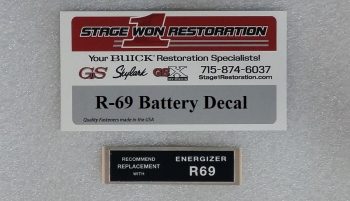 STAGE 1 WON RESTORATION
Your BUICK Restoration Specialists!
GS Skylark GSX 715-874-6037
Stage1Restoration.com
R-69 Battery Decal
Quality Fasteners made in the USA
RECOMMEND REPLACEMENT WITH
ENERGIZER
R69